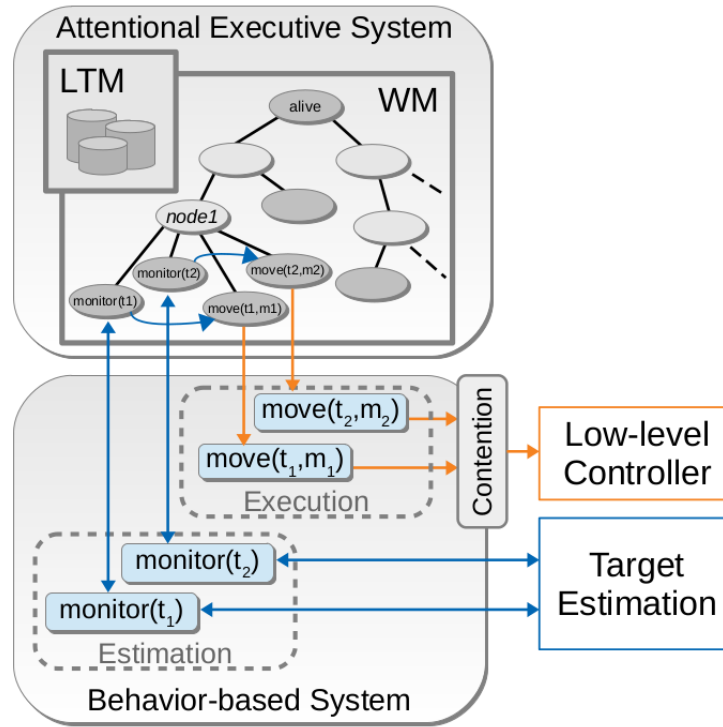 Attentional Executive System
LTM
WM
alive
node1
monitor(t2)
move(t2,m2)
monitor(t1)
move(t1,m1)
move(t₂,m₂)
move(t₁,m₁)
Execution
Contention
Low-level
Controller
monitor(t₂)
monitor(t₁)
Estimation
Target
Estimation
Behavior-based System